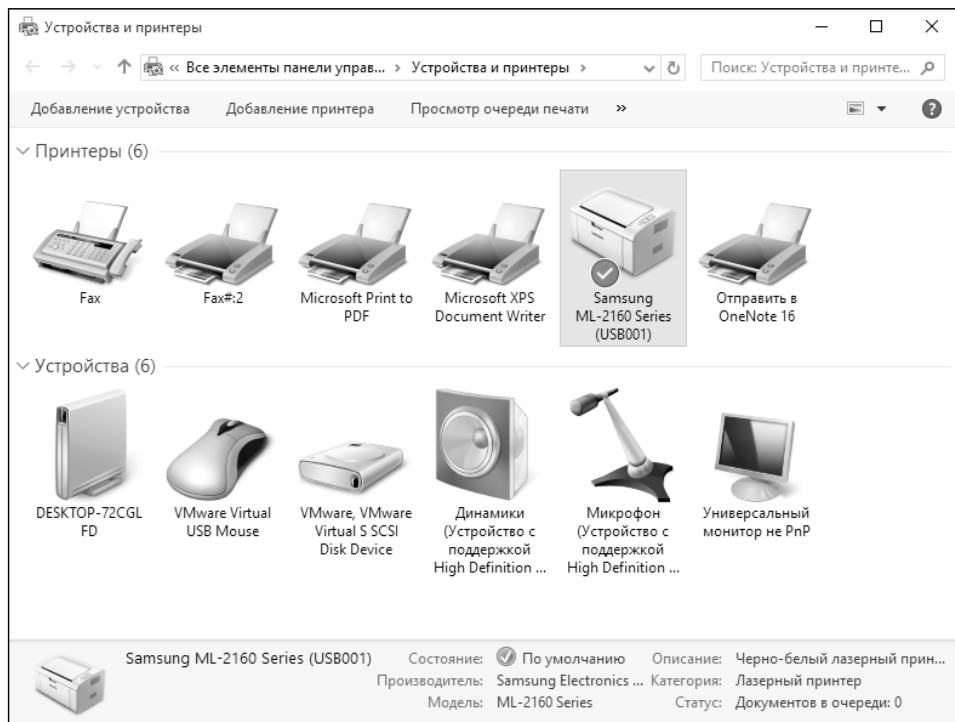 Устройства и принтеры
« Все элементы панели управ... › Устройства и принтеры ›
Поиск: Устройства и принте...
Добавление устройства Добавление принтера Просмотр очереди печати »
Принтеры (6)
Fax
Fax#:2
Microsoft Print to
PDF
Microsoft XPS
Document Writer
Samsung
ML-2160 Series
(USB001)
Отправить в
OneNote 16
Устройства (6)
DESKTOP-72CGL
FD
VMware Virtual
USB Mouse
VMware, VMware
Virtual S SCSI
Disk Device
Динамики
(Устройство с
поддержкой
High Definition ...
Микрофон
(Устройство с
поддержкой
High Definition ...
Универсальный
монитор не PnP
Samsung ML-2160 Series (USB001) Состояние: По умолчанию Описание: Черно-белый лазерный прин...
Производитель: Samsung Electronics ... Категория: Лазерный принтер
Модель: ML-2160 Series Статус: Документов в очереди: 0